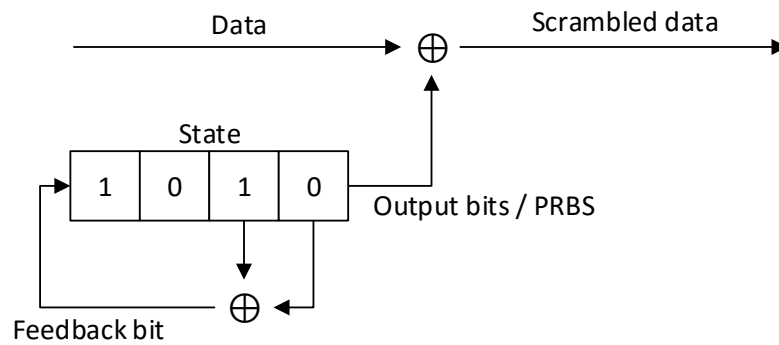 Data
Scrambled data
State
1 0 1 0
Output bits / PRBS
Feedback bit